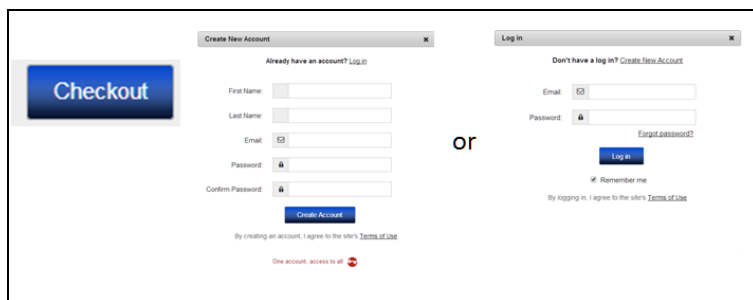 Checkout
Create New Account
Already have an account? Log in
First Name:
Last Name:
Email:
Password:
Confirm Password:
Create Account
By creating an account, I agree to the site's Terms of Use
One account, access to all
or
Log in
Don't have a log in? Create New Account
Email:
Password:
Forgot password?
Log in
Remember me
By logging in, I agree to the site's Terms of Use